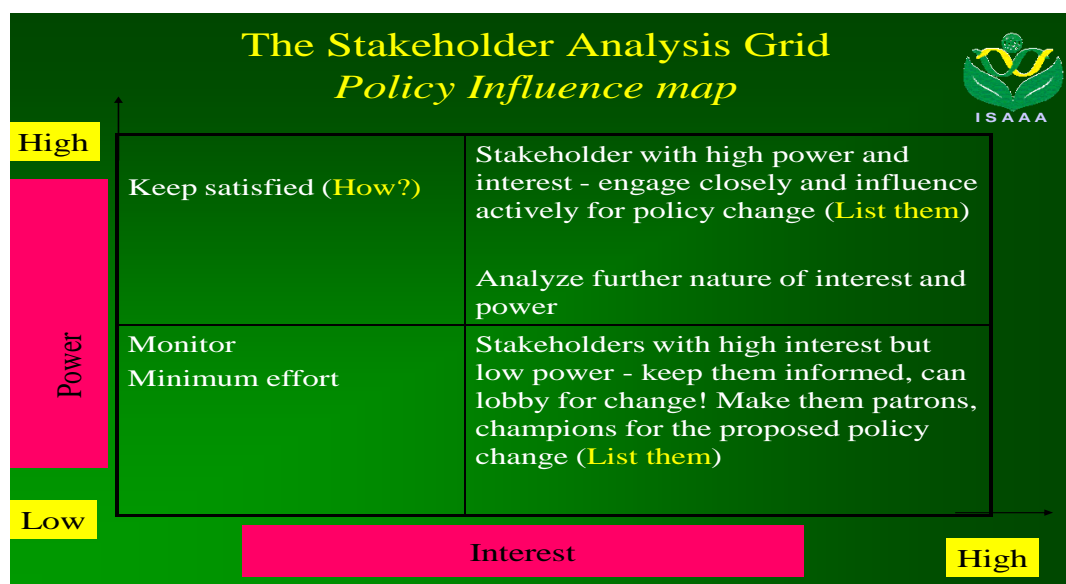 The Stakeholder Analysis Grid
Policy Influence map
ISAAA
High
Keep satisfied (How?)
Stakeholder with high power and
interest - engage closely and influence
actively for policy change (List them)
Analyze further nature of interest and
power
Power
Monitor
Minimum effort
Stakeholders with high interest but
low power - keep them informed, can
lobby for change! Make them patrons,
champions for the proposed policy
change (List them)
Low
Interest
High